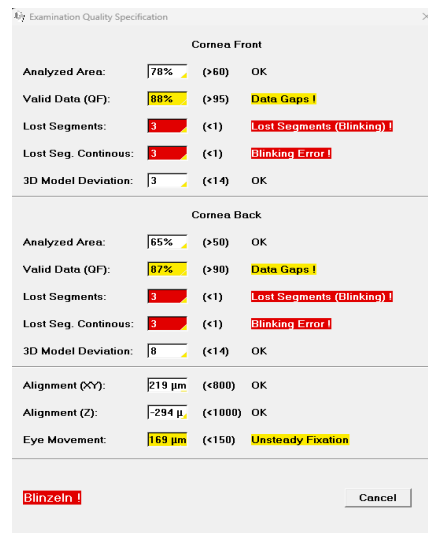 Examination Quality Specification
Cornea Front
Analyzed Area: 78% (>60) OK
Valid Data (QF): 88% (>95) Data Gaps !
Lost Segments: 3 (<1) Lost Segments (Blinking) !
Lost Seg. Continous: 3 (<1) Blinking Error !
3D Model Deviation: 3 (<14) OK
Cornea Back
Analyzed Area: 65% (>50) OK
Valid Data (QF): 87% (>90) Data Gaps !
Lost Segments: 3 (<1) Lost Segments (Blinking) !
Lost Seg. Continous: 3 (<1) Blinking Error !
3D Model Deviation: 8 (<14) OK
Alignment (XY): 219 µm (<800) OK
Alignment (Z): -294 µ (<1000) OK
Eye Movement: 169 µm (<150) Unsteady Fixation
Blinzeln ! Cancel